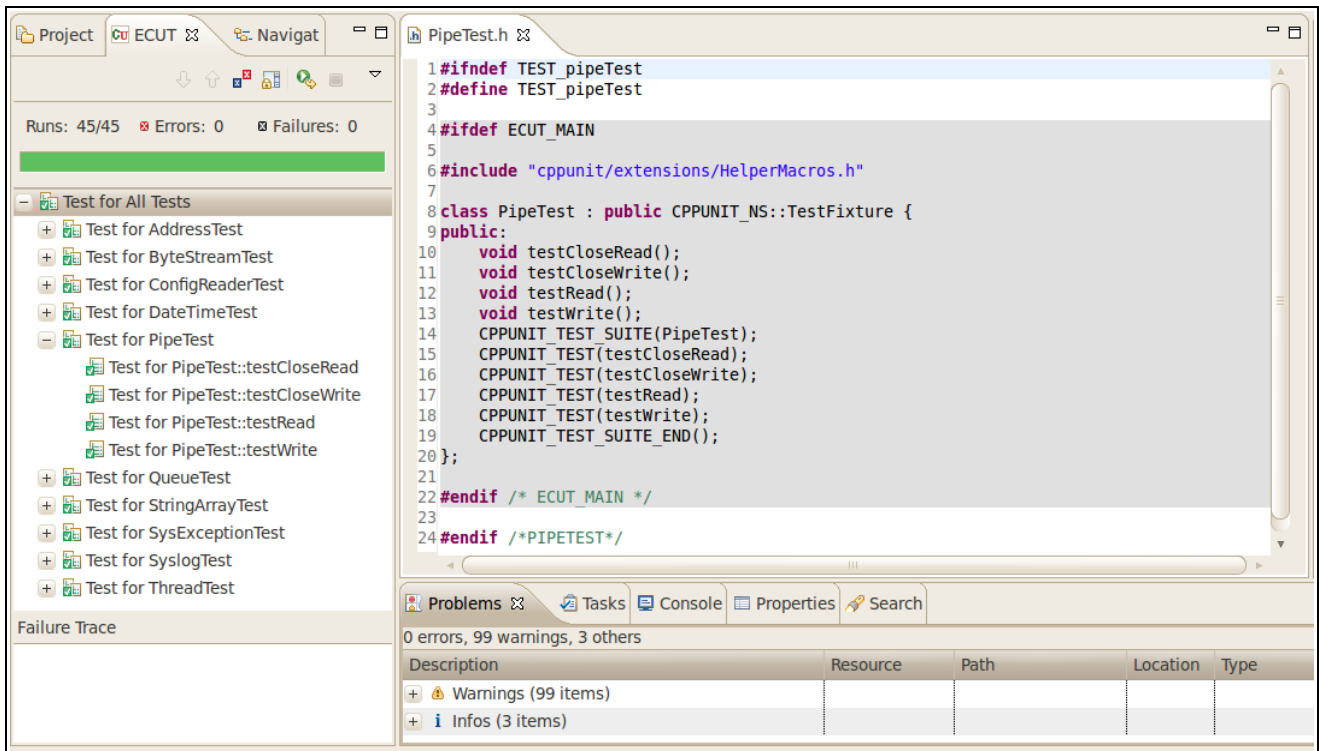 Project
ECUT
Navigat
Runs: 45/45 Errors: 0 Failures: 0
Test for All Tests
Test for AddressTest
Test for ByteStreamTest
Test for ConfigReaderTest
Test for DateTimeTest
Test for PipeTest
Test for PipeTest::testCloseRead
Test for PipeTest::testCloseWrite
Test for PipeTest::testRead
Test for PipeTest::testWrite
Test for QueueTest
Test for StringArrayTest
Test for SysExceptionTest
Test for SyslogTest
Test for ThreadTest
Failure Trace
PipeTest.h
1 #ifndef TEST_pipeTest
2 #define TEST_pipeTest
3
4 #ifdef ECUT_MAIN
5
6 #include "cppunit/extensions/HelperMacros.h"
7
8 class PipeTest : public CPPUNIT_NS::TestFixture {
9 public:
10 void testCloseRead();
11 void testCloseWrite();
12 void testRead();
13 void testWrite();
14 CPPUNIT_TEST_SUITE(PipeTest);
15 CPPUNIT_TEST(testCloseRead);
16 CPPUNIT_TEST(testCloseWrite);
17 CPPUNIT_TEST(testRead);
18 CPPUNIT_TEST(testWrite);
19 CPPUNIT_TEST_SUITE_END();
20 };
21
22 #endif /* ECUT_MAIN */
23
24 #endif /*PIPETEST*/
Problems Tasks Console Properties Search
0 errors, 99 warnings, 3 others
Description Resource Path Location Type
Warnings (99 items)
Infos (3 items)